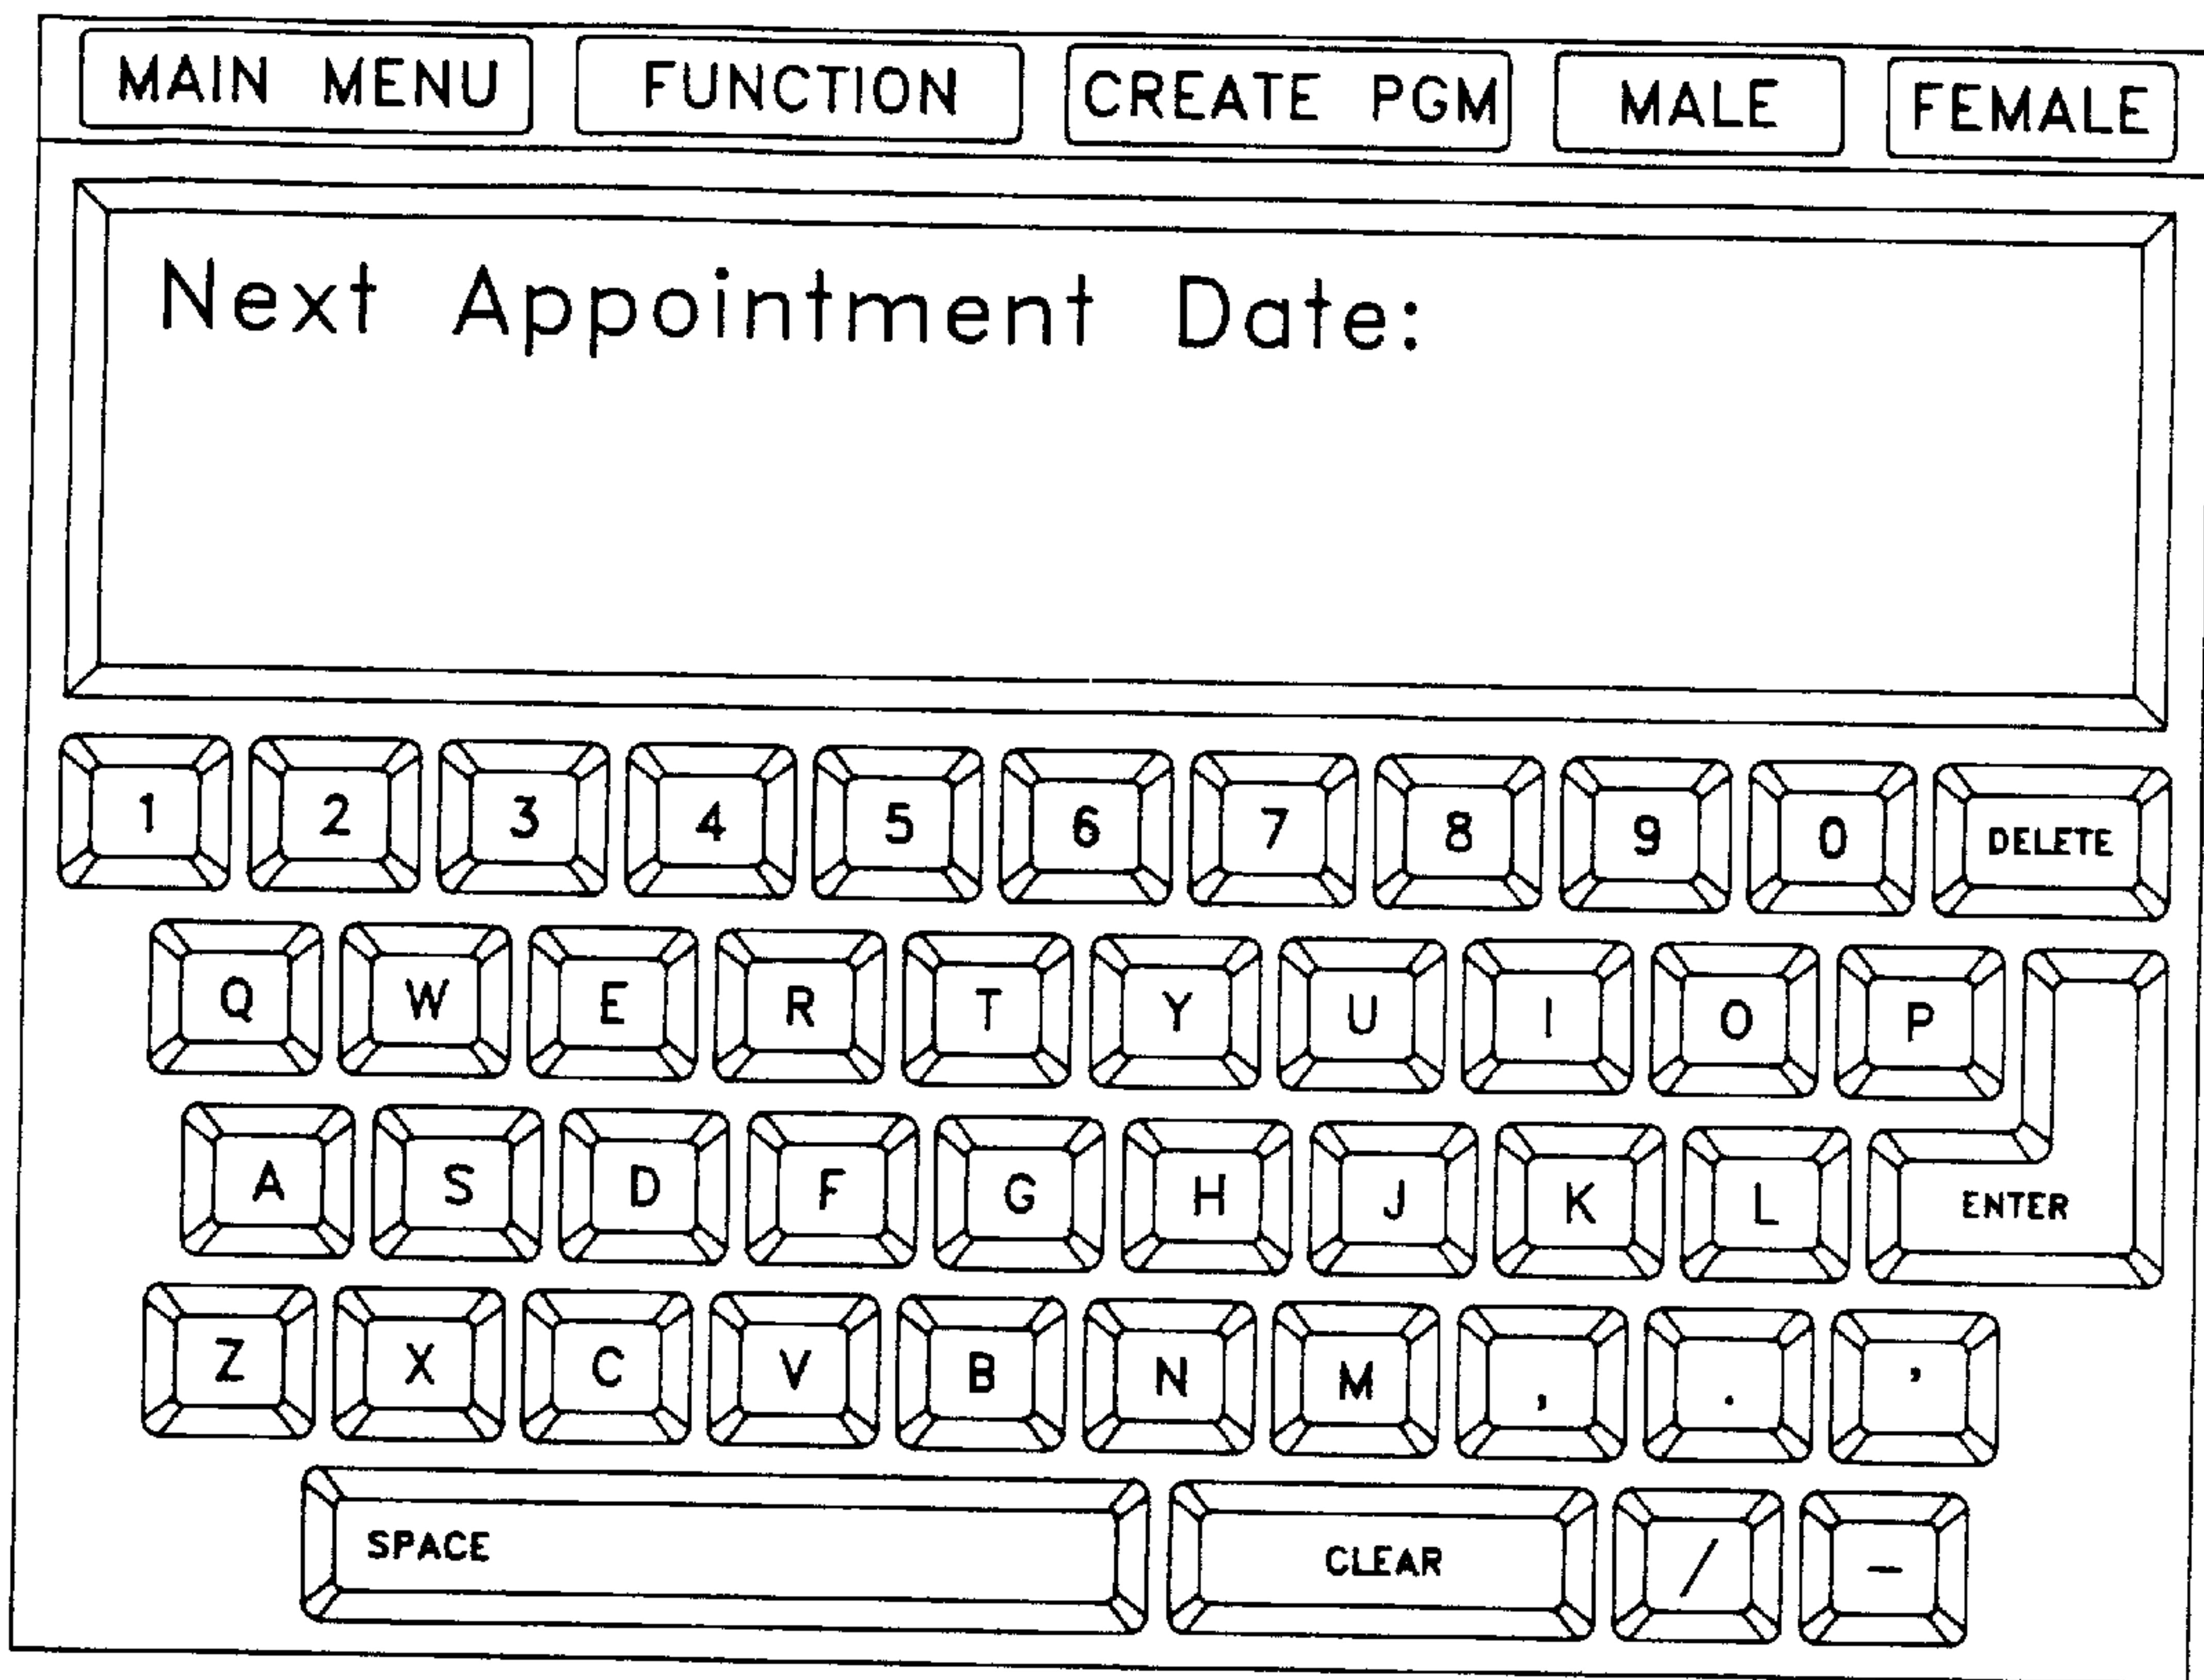 MAIN MENU FUNCTION CREATE PGM MALE FEMALE
Next Appointment Date:
1 2 3 4 5 6 7 8 9 0 DELETE
Q W E R T Y U I O P
A S D F G H J K L ENTER
Z X C V B N M , . '
SPACE CLEAR / -